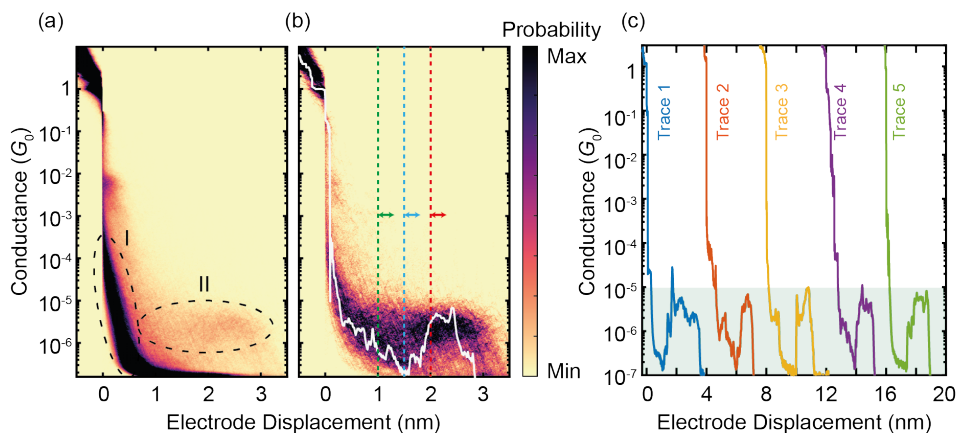 (a)
(b)
Probability
Max
Min
(c)
Conductance (G₀)
1
10⁻¹
10⁻²
10⁻³
10⁻⁴
10⁻⁵
10⁻⁶
I
II
0 1 2 3
0 1 2 3
Electrode Displacement (nm)
Electrode Displacement (nm)
Conductance (G₀)
1
10⁻¹
10⁻²
10⁻³
10⁻⁴
10⁻⁵
10⁻⁶
10⁻⁷
Trace 1
Trace 2
Trace 3
Trace 4
Trace 5
0 4 8 12 16 20
Electrode Displacement (nm)